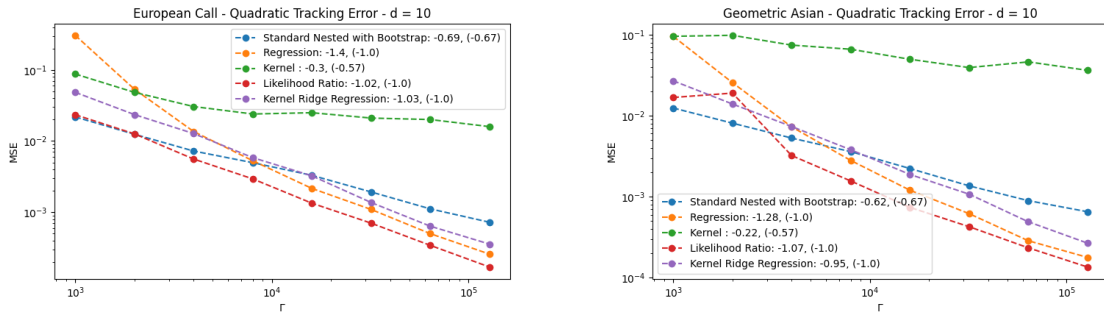 European Call - Quadratic Tracking Error - d = 10
MSE
10⁻¹
10⁻²
10⁻³
Standard Nested with Bootstrap: -0.69, (-0.67)
Regression: -1.4, (-1.0)
Kernel : -0.3, (-0.57)
Likelihood Ratio: -1.02, (-1.0)
Kernel Ridge Regression: -1.03, (-1.0)
10³
10⁴
10⁵
Γ
Geometric Asian - Quadratic Tracking Error - d = 10
MSE
10⁻¹
10⁻²
10⁻³
10⁻⁴
Standard Nested with Bootstrap: -0.62, (-0.67)
Regression: -1.28, (-1.0)
Kernel : -0.22, (-0.57)
Likelihood Ratio: -1.07, (-1.0)
Kernel Ridge Regression: -0.95, (-1.0)
10³
10⁴
10⁵
Γ